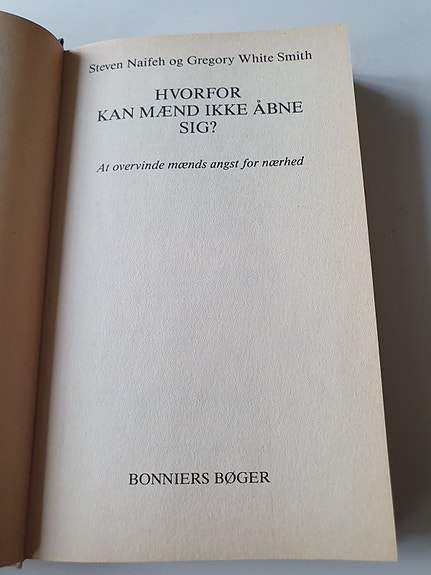 Steven Naifeh og Gregory White Smith
HVORFOR
KAN MÆND IKKE ÅBNE
SIG?
At overvinde mænds angst for nærhed
BONNIERS BØGER